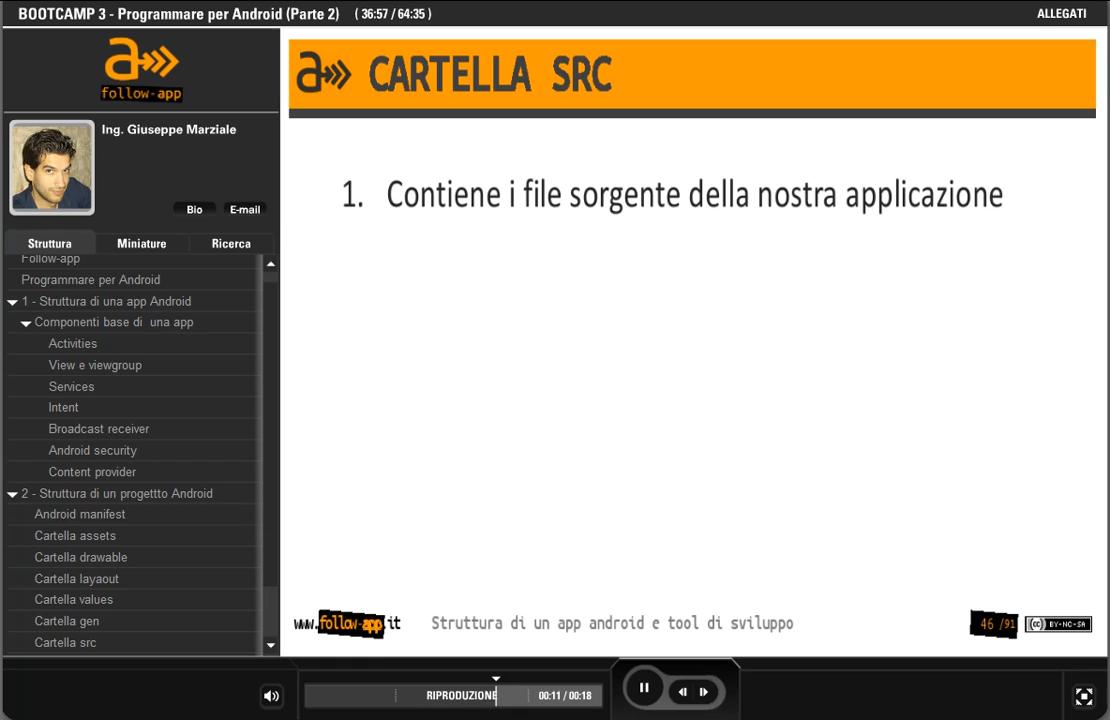 BOOTCAMP 3 - Programmare per Android (Parte 2) ( 36:57 / 64:35 )
ALLEGATI
a
follow-app
Ing. Giuseppe Marziale
Bio
E-mail
Struttura
Miniature
Ricerca
Follow-app
Programmare per Android
1 - Struttura di una app Android
Componenti base di una app
Activities
View e viewgroup
Services
Intent
Broadcast receiver
Android security
Content provider
2 - Struttura di un progettto Android
Android manifest
Cartella assets
Cartella drawable
Cartella layaout
Cartella values
Cartella gen
Cartella src
a CARTELLA SRC
1. Contiene i file sorgente della nostra applicazione
www.follow-app.it
Struttura di un app android e tool di sviluppo
46 /91
(cc) BY-NC-SA
RIPRODUZIONE
00:11 / 00:18